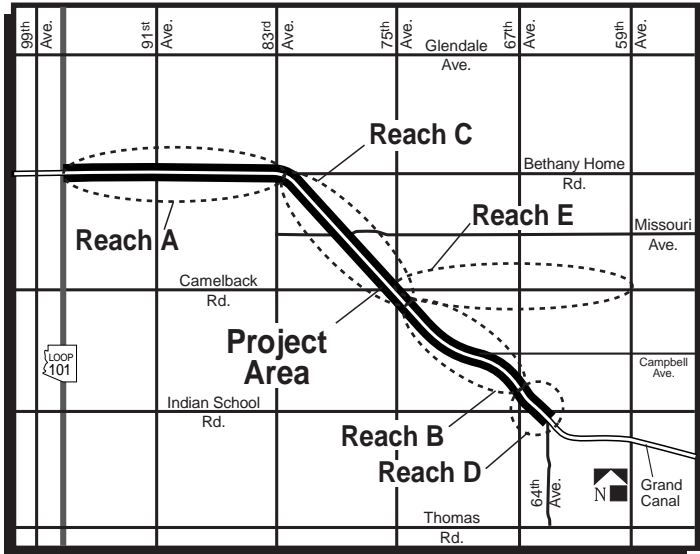 99th
Ave.
91st
Ave.
83rd
Ave.
75th
Ave.
67th
Ave.
59th
Ave.
Glendale
Ave.
Reach C
Bethany Home
Rd.
Reach E
Missouri
Ave.
Reach A
Camelback
Rd.
Project
Area
LOOP
101
Campbell
Ave.
Indian School
Rd.
Reach B
Reach D
64th
Ave.
N
Grand
Canal
Thomas
Rd.